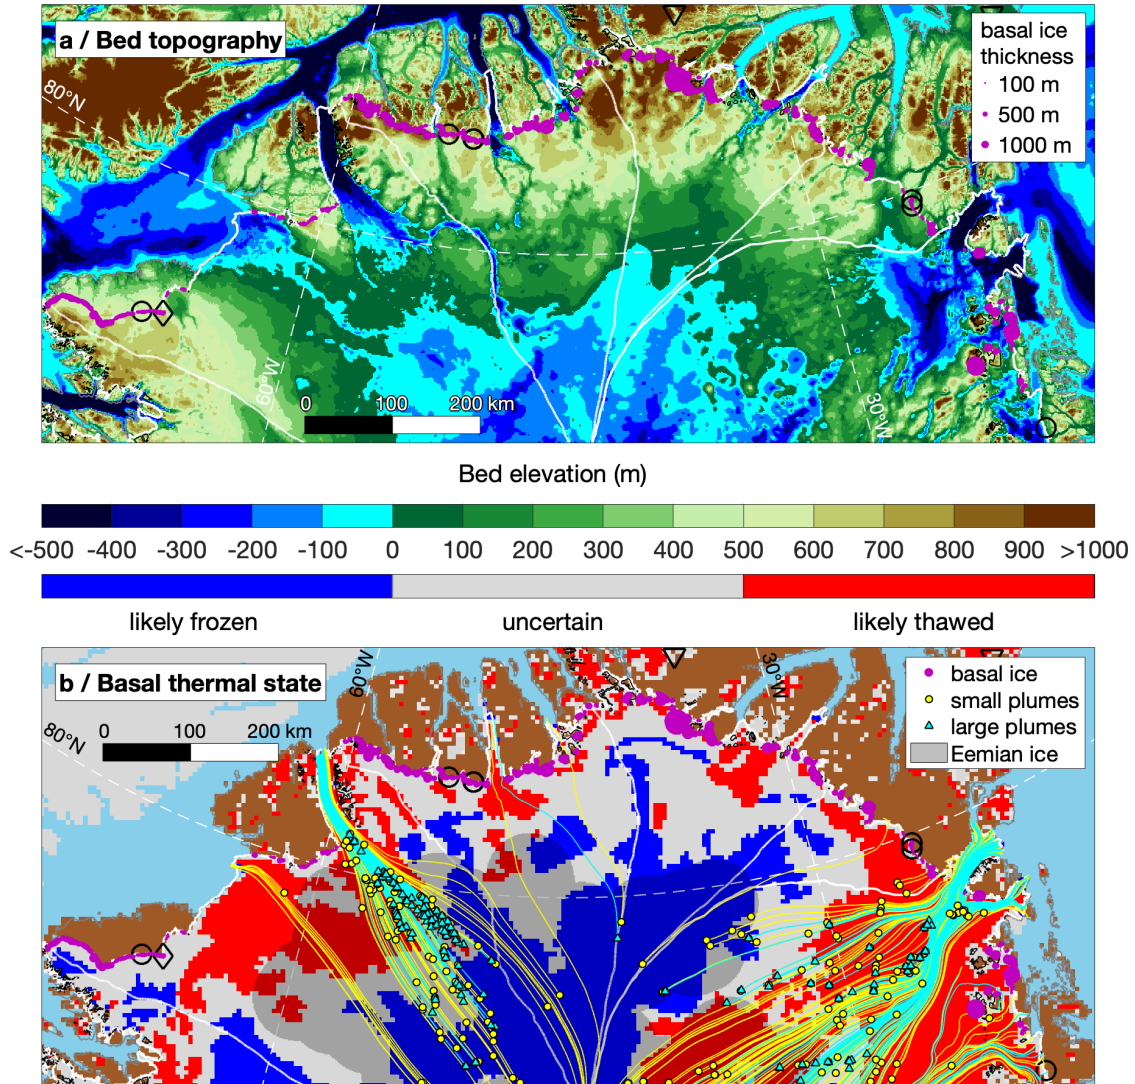 a / Bed topography
basal ice
thickness
100 m
500 m
1000 m
80°N
60°W
30°W
0 100 200 km
Bed elevation (m)
<-500 -400 -300 -200 -100 0 100 200 300 400 500 600 700 800 900 >1000
likely frozen uncertain likely thawed
b / Basal thermal state
0 100 200 km
80°N
60°W
30°W
basal ice
small plumes
large plumes
Eemian ice